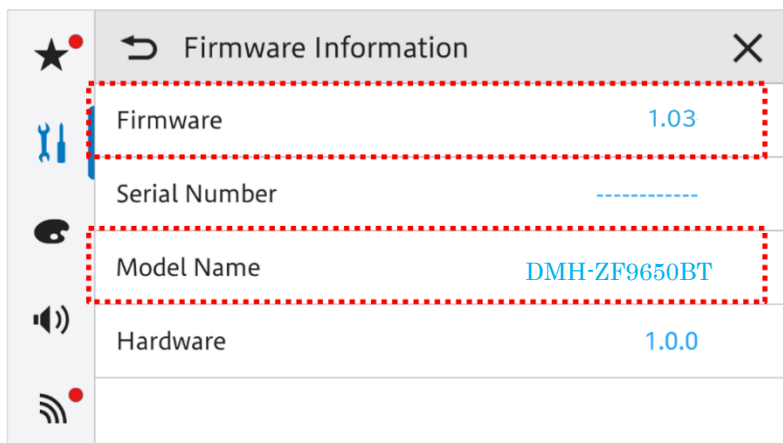 Firmware Information
Firmware 1.03
Serial Number ------------
Model Name DMH-ZF9650BT
Hardware 1.0.0